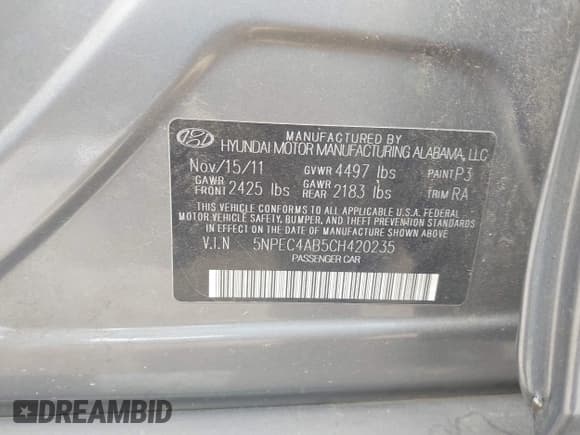 MANUFACTURED BY
HYUNDAI MOTOR MANUFACTURING ALABAMA, LLC
Nov/15/11 GVWR 4497 lbs PAINT P3
GAWR FRONT 2425 lbs GAWR REAR 2183 lbs TRIM RA
THIS VEHICLE CONFORMS TO ALL APPLICABLE U.S.A. FEDERAL
MOTOR VEHICLE SAFETY, BUMPER, AND THEFT PREVENTION STANDARDS
IN EFFECT ON THE DATE OF MANUFACTURE SHOWN ABOVE.
V.I.N 5NPEC4AB5CH420235
PASSENGER CAR
DREAMBID